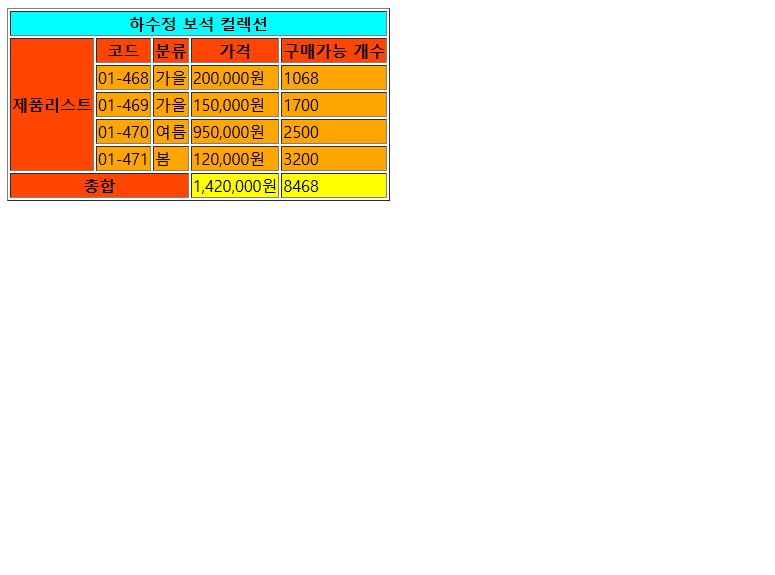 하수정 보석 컬렉션
제품리스트 코드 분류 가격 구매가능 개수
01-468 가을 200,000원 1068
01-469 가을 150,000원 1700
01-470 여름 950,000원 2500
01-471 봄 120,000원 3200
총합 1,420,000원 8468